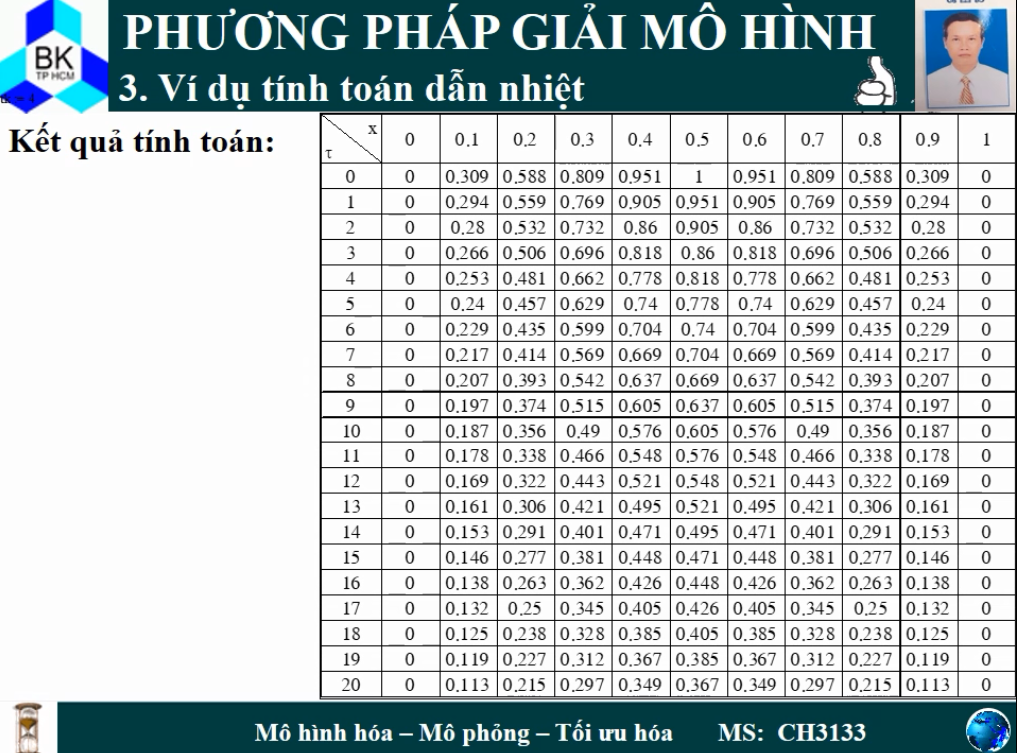 PHƯƠNG PHÁP GIẢI MÔ HÌNH
BK
TP HCM
3. Ví dụ tính toán dẫn nhiệt
Kết quả tính toán:
x 0 0.1 0.2 0.3 0.4 0.5 0.6 0.7 0.8 0.9 1
τ
0 0 0.309 0.588 0.809 0.951 1 0.951 0.809 0.588 0.309 0
1 0 0.294 0.559 0.769 0.905 0.951 0.905 0.769 0.559 0.294 0
2 0 0.28 0.532 0.732 0.86 0.905 0.86 0.732 0.532 0.28 0
3 0 0.266 0.506 0.696 0.818 0.86 0.818 0.696 0.506 0.266 0
4 0 0.253 0.481 0.662 0.778 0.818 0.778 0.662 0.481 0.253 0
5 0 0.24 0.457 0.629 0.74 0.778 0.74 0.629 0.457 0.24 0
6 0 0.229 0.435 0.599 0.704 0.74 0.704 0.599 0.435 0.229 0
7 0 0.217 0.414 0.569 0.669 0.704 0.669 0.569 0.414 0.217 0
8 0 0.207 0.393 0.542 0.637 0.669 0.637 0.542 0.393 0.207 0
9 0 0.197 0.374 0.515 0.605 0.637 0.605 0.515 0.374 0.197 0
10 0 0.187 0.356 0.49 0.576 0.605 0.576 0.49 0.356 0.187 0
11 0 0.178 0.338 0.466 0.548 0.576 0.548 0.466 0.338 0.178 0
12 0 0.169 0.322 0.443 0.521 0.548 0.521 0.443 0.322 0.169 0
13 0 0.161 0.306 0.421 0.495 0.521 0.495 0.421 0.306 0.161 0
14 0 0.153 0.291 0.401 0.471 0.495 0.471 0.401 0.291 0.153 0
15 0 0.146 0.277 0.381 0.448 0.471 0.448 0.381 0.277 0.146 0
16 0 0.138 0.263 0.362 0.426 0.448 0.426 0.362 0.263 0.138 0
17 0 0.132 0.25 0.345 0.405 0.426 0.405 0.345 0.25 0.132 0
18 0 0.125 0.238 0.328 0.385 0.405 0.385 0.328 0.238 0.125 0
19 0 0.119 0.227 0.312 0.367 0.385 0.367 0.312 0.227 0.119 0
20 0 0.113 0.215 0.297 0.349 0.367 0.349 0.297 0.215 0.113 0
Mô hình hóa – Mô phỏng – Tối ưu hóa MS: CH3133